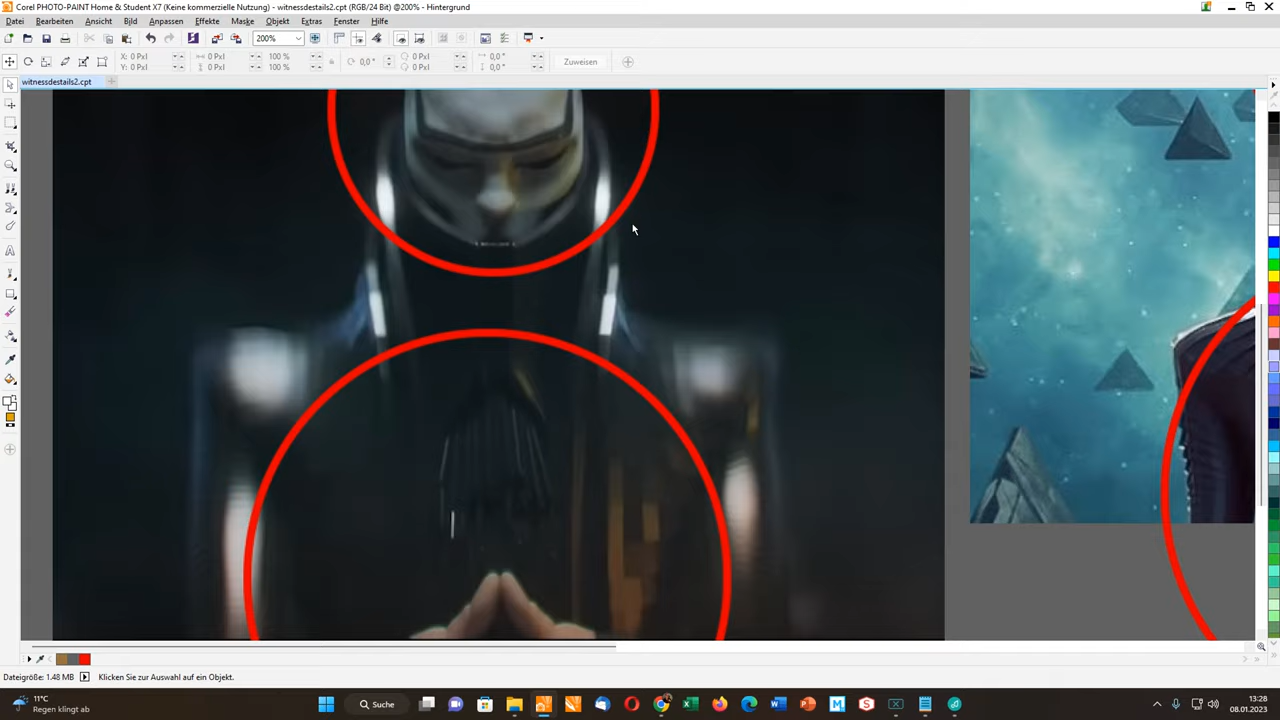 Corel PHOTO-PAINT Home & Student X7 (Keine kommerzielle Nutzung) - witnessdestails2.cpt (RGB/24 Bit) @200% - Hintergrund
Datei Bearbeiten Ansicht Bild Anpassen Effekte Maske Objekt Extras Fenster Hilfe
200%
X: 0 Pxl 0 Pxl 100 % 0,0° 0 Pxl 0,0° Zuweisen
Y: 0 Pxl 0 Pxl 100 % 0 Pxl 0,0°
witnessdestails2.cpt
Dateigröße: 1.48 MB Klicken Sie zur Auswahl auf ein Objekt.
11°C
Regen klingt ab
Suche
13:28
08.01.2023